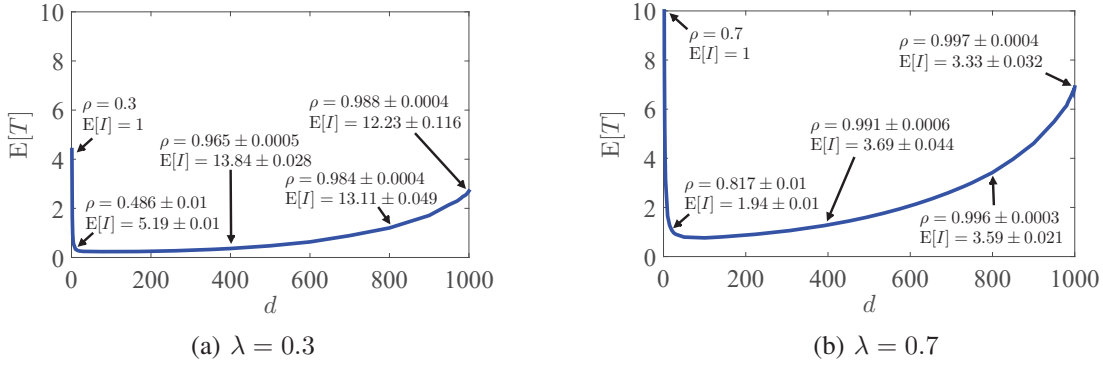 10
8
6
4
2
0
E[T]
ρ = 0.3
E[I] = 1
ρ = 0.486 ± 0.01
E[I] = 5.19 ± 0.01
ρ = 0.965 ± 0.0005
E[I] = 13.84 ± 0.028
ρ = 0.988 ± 0.0004
E[I] = 12.23 ± 0.116
ρ = 0.984 ± 0.0004
E[I] = 13.11 ± 0.049
0 200 400 600 800 1000
d
(a) λ = 0.3
10
8
6
4
2
0
E[T]
ρ = 0.7
E[I] = 1
ρ = 0.817 ± 0.01
E[I] = 1.94 ± 0.01
ρ = 0.991 ± 0.0006
E[I] = 3.69 ± 0.044
ρ = 0.997 ± 0.0004
E[I] = 3.33 ± 0.032
ρ = 0.996 ± 0.0003
E[I] = 3.59 ± 0.021
0 200 400 600 800 1000
d
(b) λ = 0.7